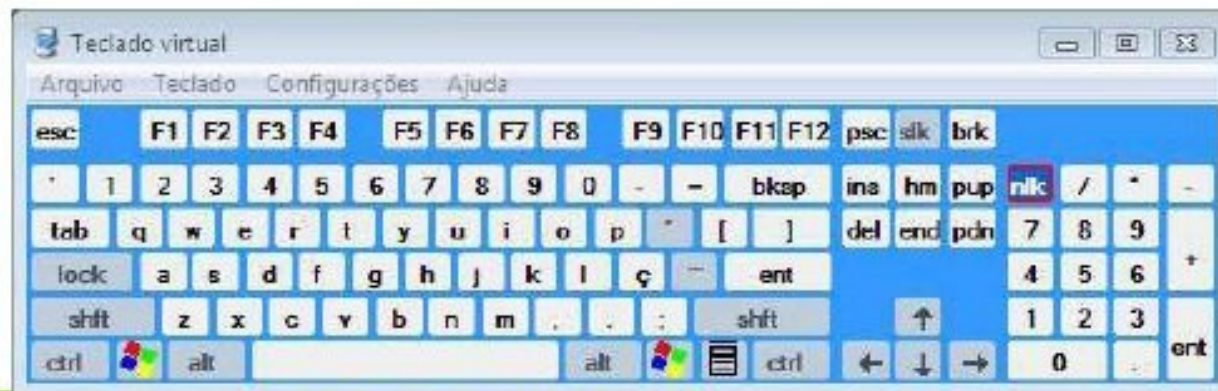 Teclado virtual
Arquivo Teclado Configurações Ajuda
esc F1 F2 F3 F4 F5 F6 F7 F8 F9 F10 F11 F12 psc slk brk
' 1 2 3 4 5 6 7 8 9 0 - = bksp ins hm pup nlk / * -
tab q w e r t y u i o p ´ [ ] del end pdn 7 8 9 +
lock a s d f g h j k l ç ~ ent 4 5 6
shft z x c v b n m , . ; shft ↑ 1 2 3 ent
ctrl alt alt ctrl ← ↓ → 0 .